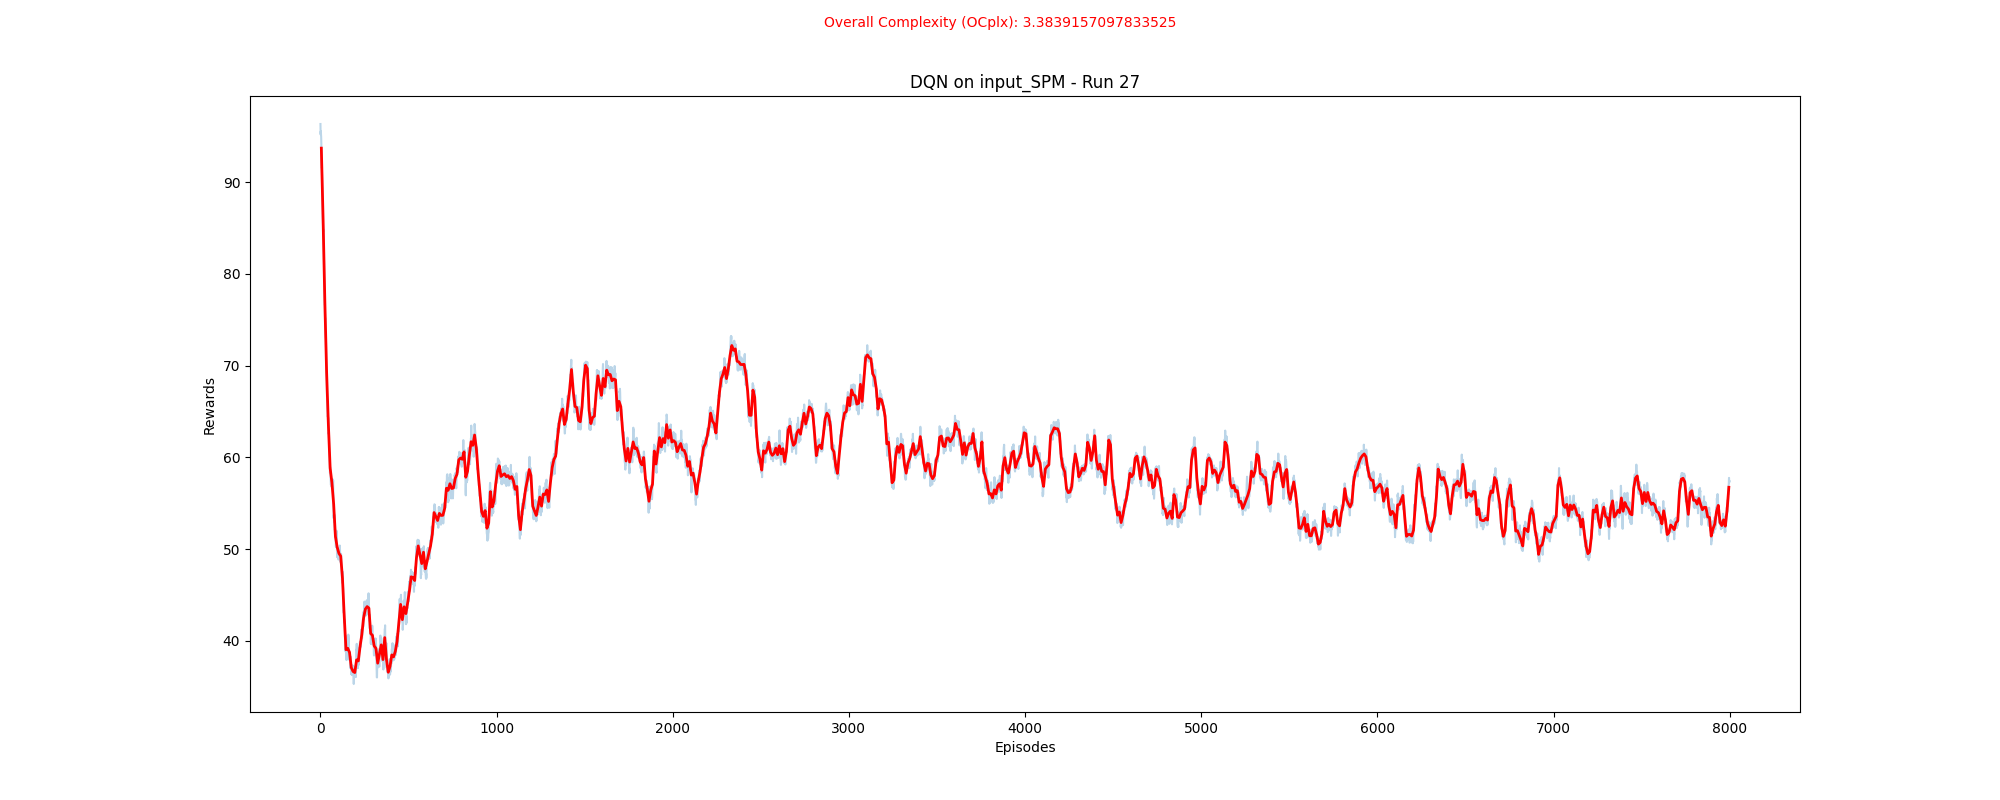 Overall Complexity (OCplx): 3.3839157097833525
DQN on input_SPM - Run 27
90
80
70
60
50
40
Rewards
0 1000 2000 3000 4000 5000 6000 7000 8000
Episodes